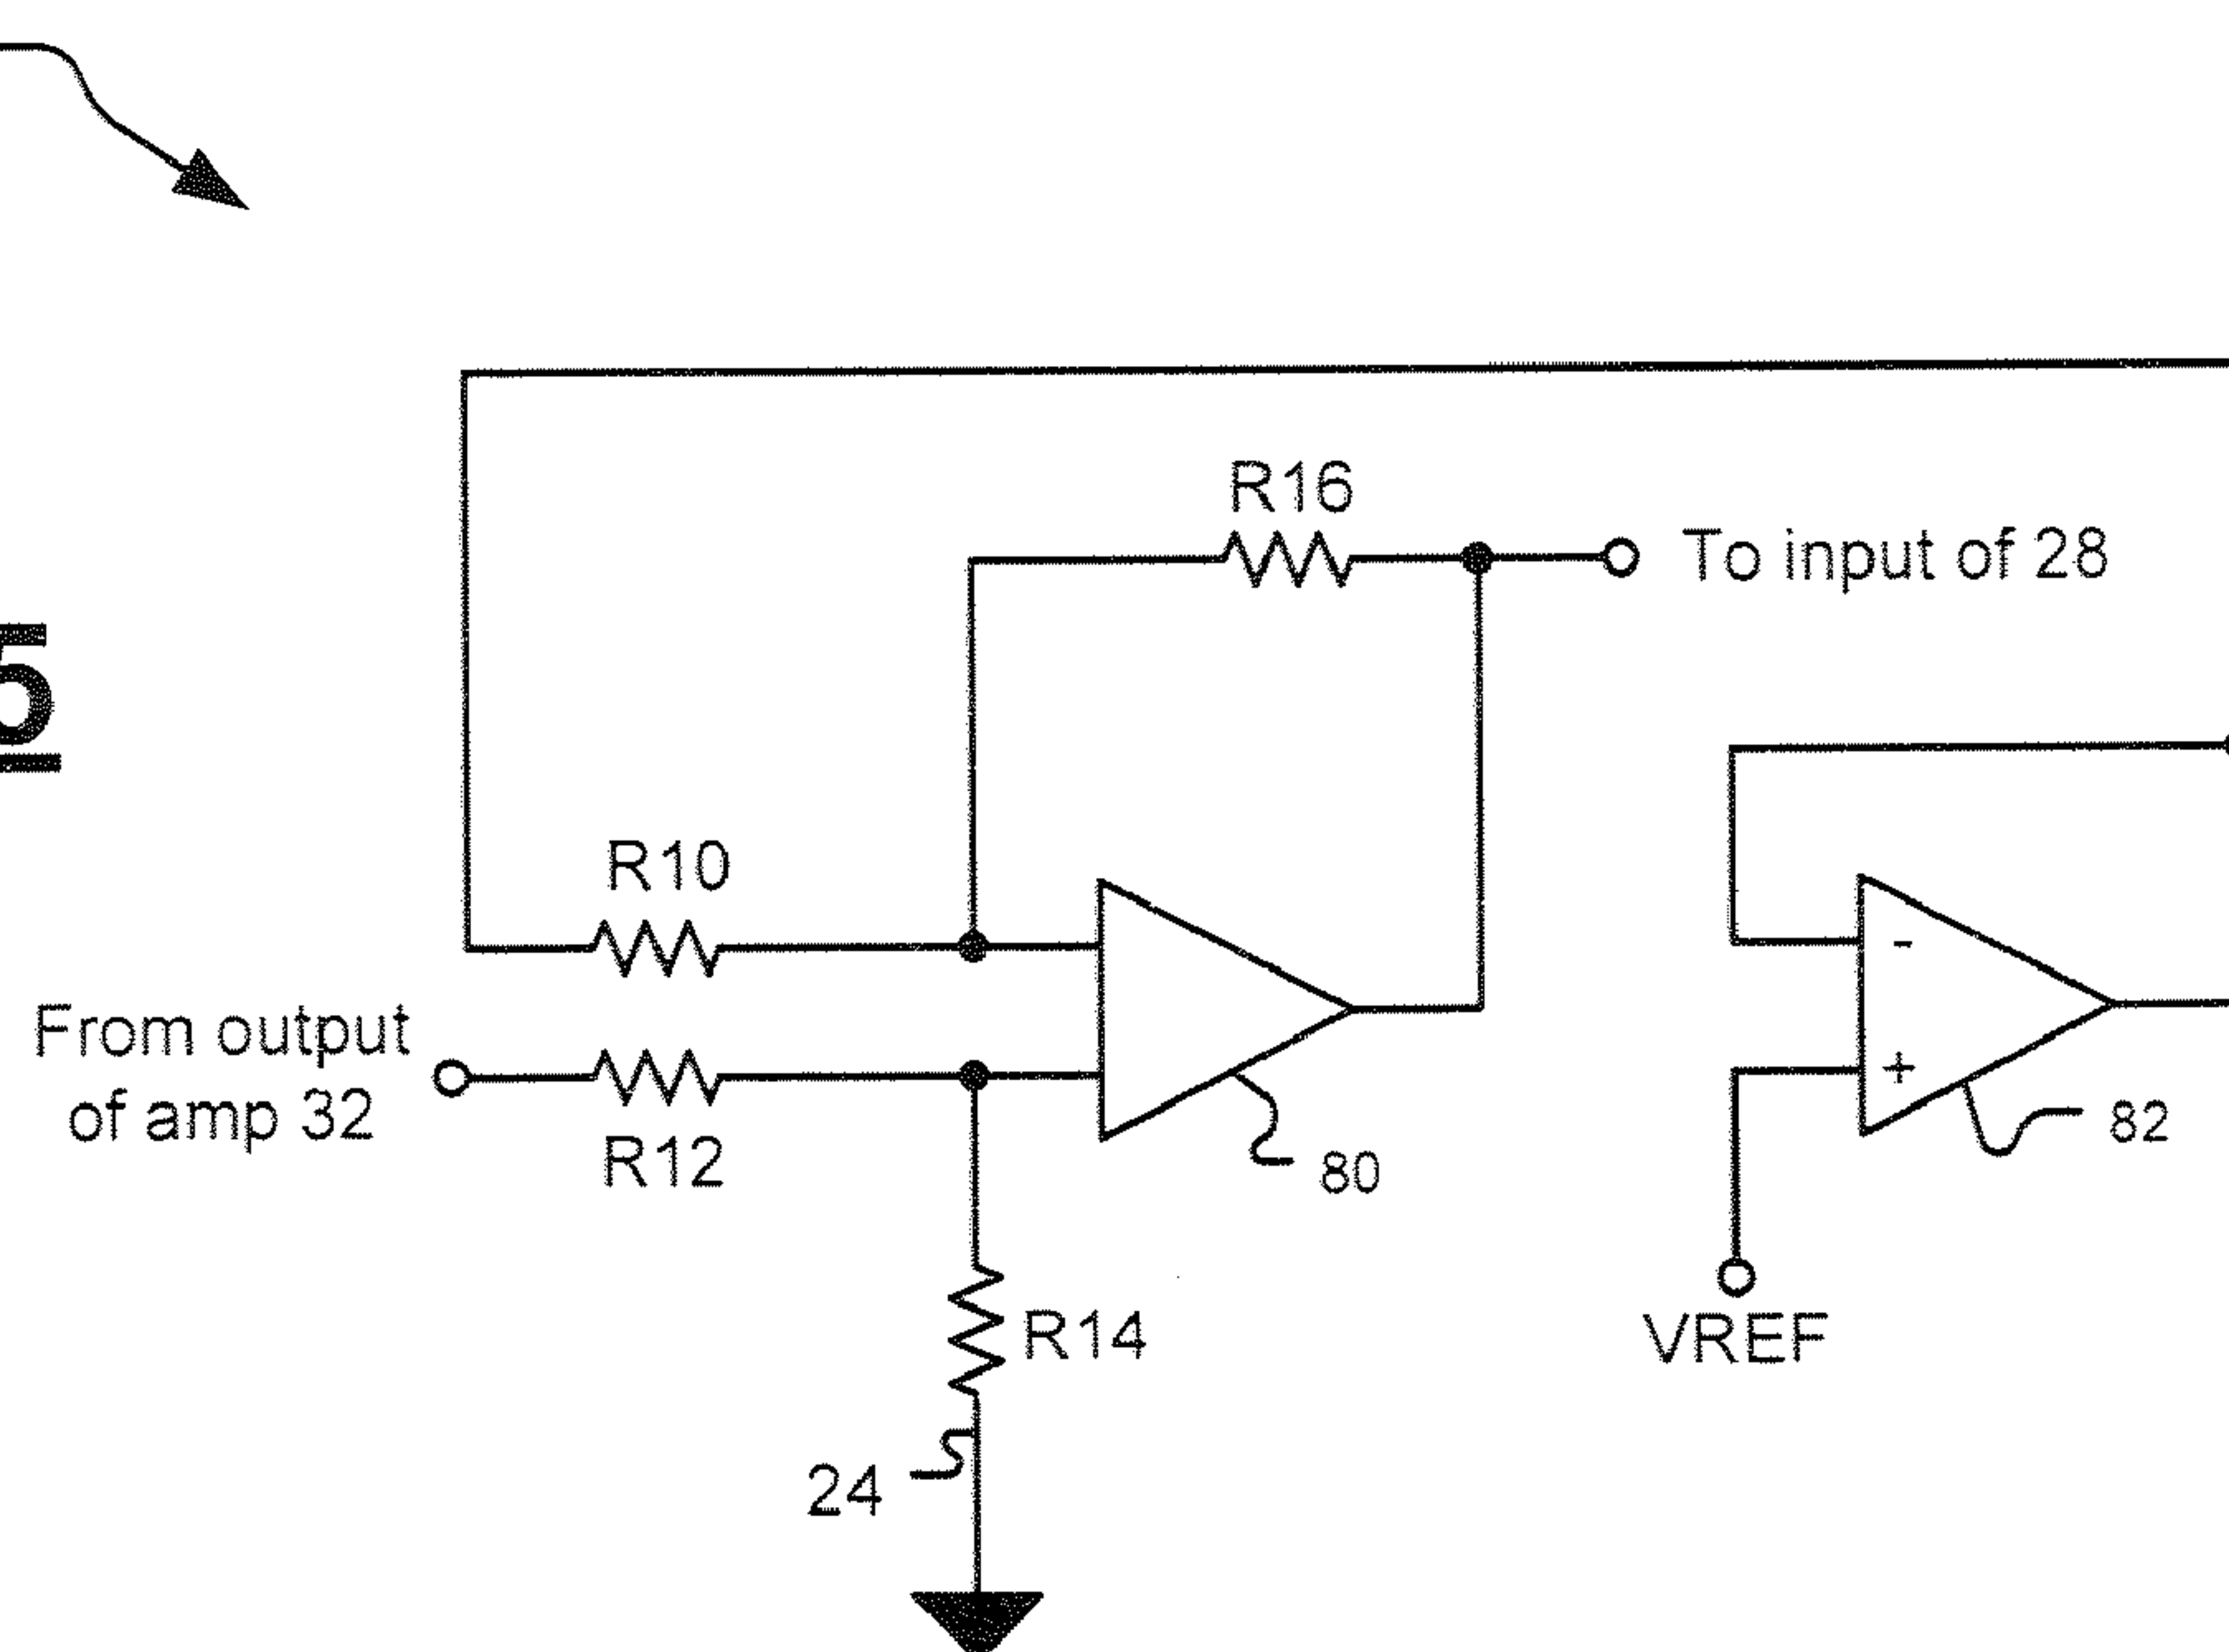 R16
To input of 28
5
R10
From output
of amp 32
R12
80
-
+
82
R14
VREF
24